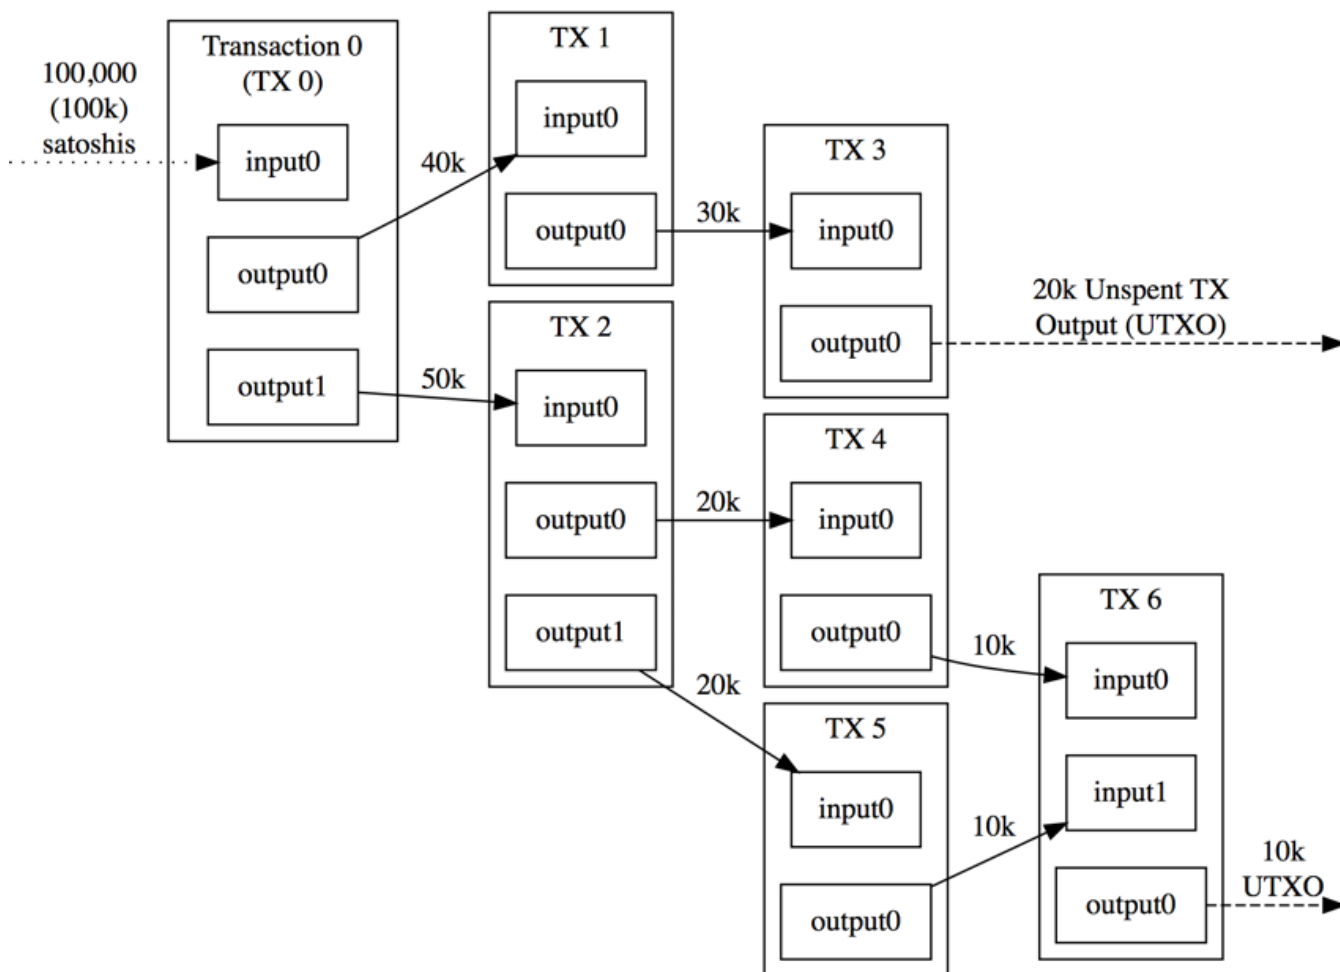 100,000
(100k)
satoshis
Transaction 0
(TX 0)
input0
output0
output1
40k
50k
TX 1
input0
output0
30k
TX 2
input0
output0
output1
20k
20k
TX 3
input0
output0
20k Unspent TX
Output (UTXO)
TX 4
input0
output0
10k
TX 5
input0
output0
10k
TX 6
input0
input1
output0
10k
UTXO